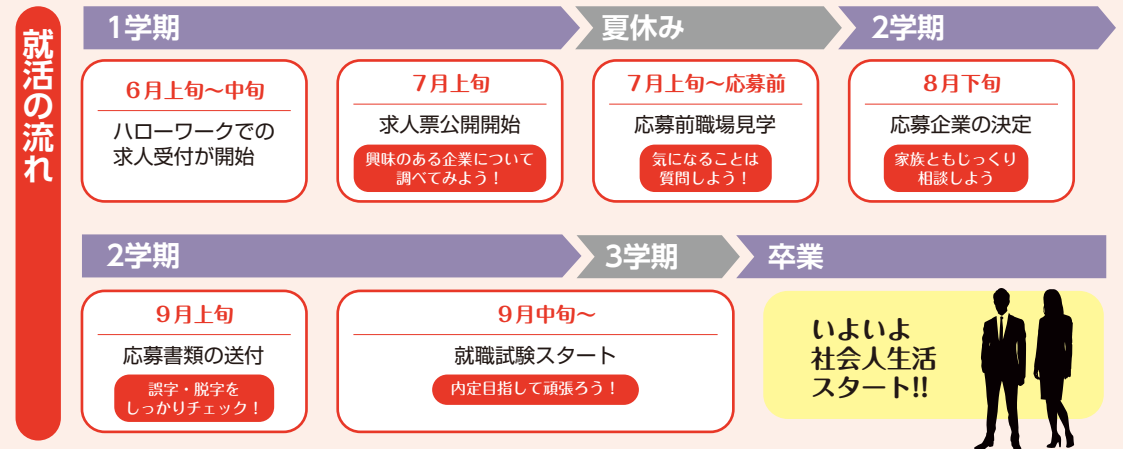 就活の流れ
1学期
夏休み
2学期
6月上旬〜中旬
ハローワークでの
求人受付が開始
7月上旬
求人票公開開始
興味のある企業について
調べてみよう！
7月上旬〜応募前
応募前職場見学
気になることは
質問しよう！
8月下旬
応募企業の決定
家族ともじっくり
相談しよう
2学期
3学期
卒業
9月上旬
応募書類の送付
誤字・脱字を
しっかりチェック！
9月中旬〜
就職試験スタート
内定目指して頑張ろう！
いよいよ
社会人生活
スタート!!